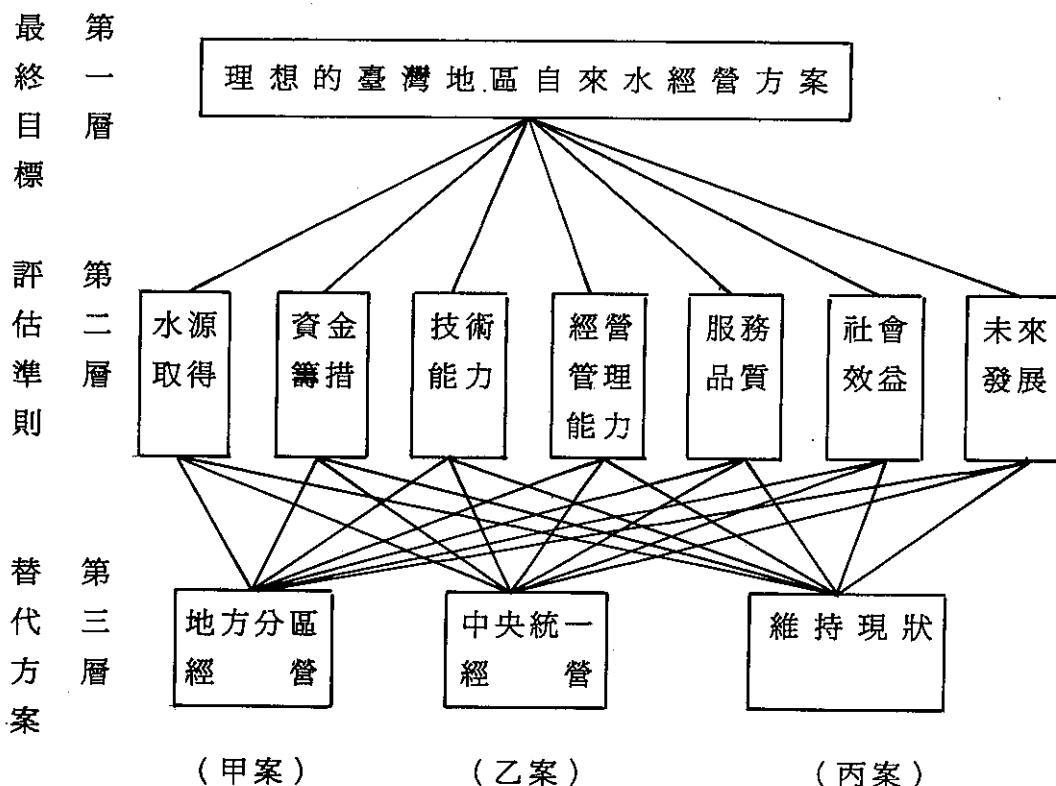 第一層
最終目標
理想的臺灣地區自來水經營方案
第二層
評估準則
水源
取得
資金
籌措
技術
能力
經營
管理
能力
服務
品質
社會
效益
未來
發展
第三層
替代方案
地方分區
經營
中央統一
經營
維持現狀
(甲案)
(乙案)
(丙案)